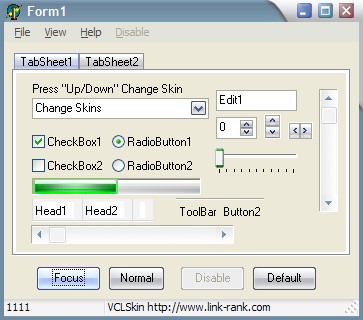 Form1
File View Help Disable
TabSheet1 TabSheet2
Press "Up/Down" Change Skin
Change Skins
Edit1
0
CheckBox1 RadioButton1
CheckBox2 RadioButton2
Head1 Head2
ToolBar Button2
Focus Normal Disable Default
1111 VCLSkin http://www.link-rank.com